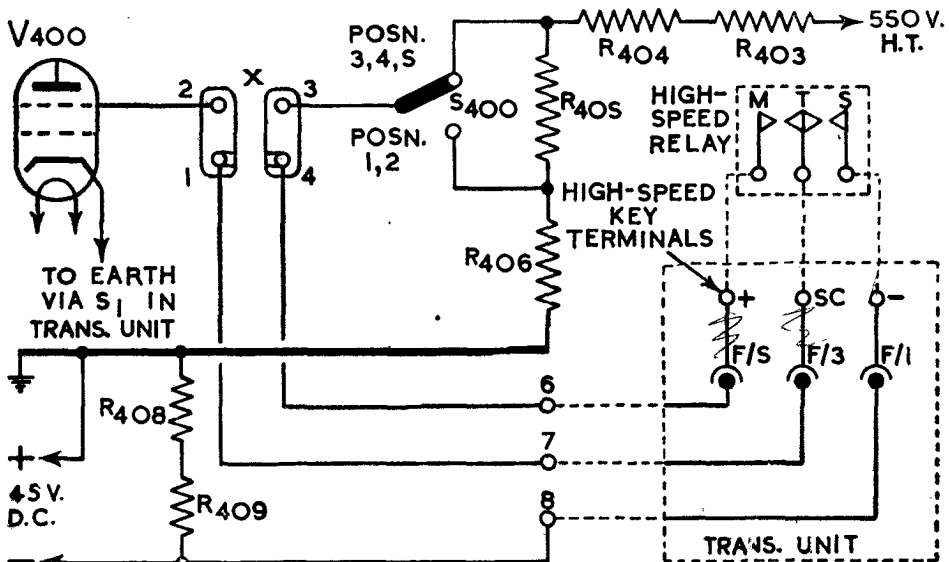 V400
POSN.
3,4,5
550 V.
H.T.
R404
R403
2
X
3
S400
R405
HIGH-
SPEED
RELAY
M T S
POSN.
1,2
1
4
HIGH-SPEED
KEY
TERMINALS
R406
TO EARTH
VIA S1 IN
TRANS. UNIT
+
SC
-
F/5
F/3
F/1
R408
6
7
+
45 V.
D.C.
R409
8
-
TRANS. UNIT